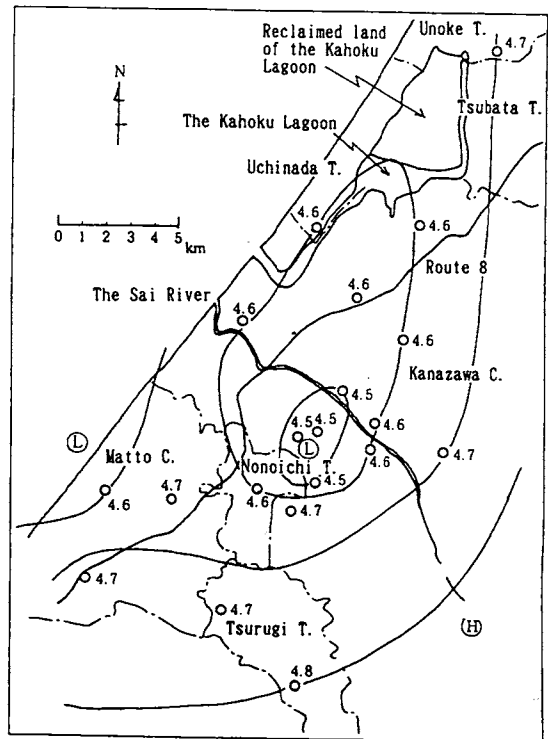 Unoke T.
Reclaimed land
of the Kahoku
Lagoon
4.7
N
Tsubata T.
The Kahoku Lagoon
Uchinada T.
4.6
4.6
0 1 2 3 4 5
km
Route 8
4.6
The Sai River
4.6
4.6
Kanazawa C.
4.5
4.5
4.5
4.6
L
Matto C.
L
4.6
4.7
Nonoichi T.
4.7
4.6
4.6
4.5
4.7
4.7
4.7
Tsurugi T.
H
4.8